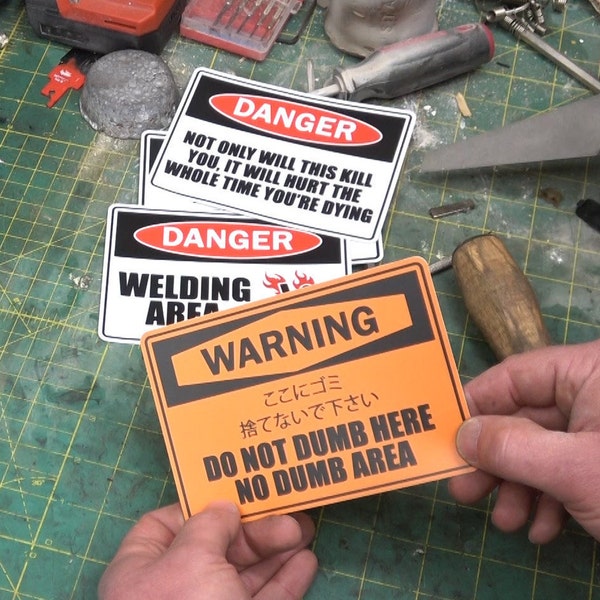 DANGER
NOT ONLY WILL THIS KILL
YOU, IT WILL HURT THE
WHOLE TIME YOU'RE DYING
DANGER
WELDING
AREA
WARNING
ここにゴミ
捨てないで下さい
DO NOT DUMB HERE
NO DUMB AREA